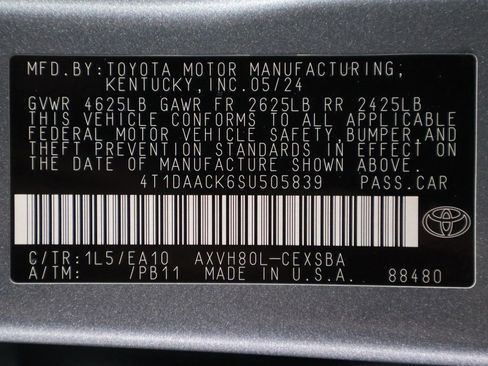 MFD.BY:TOYOTA MOTOR MANUFACTURING,
KENTUCKY,INC.05/24
GVWR 4625LB GAWR FR 2625LB RR 2425LB
THIS VEHICLE CONFORMS TO ALL APPLICABLE
FEDERAL MOTOR VEHICLE SAFETY,BUMPER,AND
THEFT PREVENTION STANDARDS IN EFFECT ON
THE DATE OF MANUFACTURE SHOWN ABOVE.
4T1DAACK6SU505839 PASS.CAR
C/TR:1L5/EA10 AXVH80L-CEXSBA
A/TM: /PB11 MADE IN U.S.A. 88480